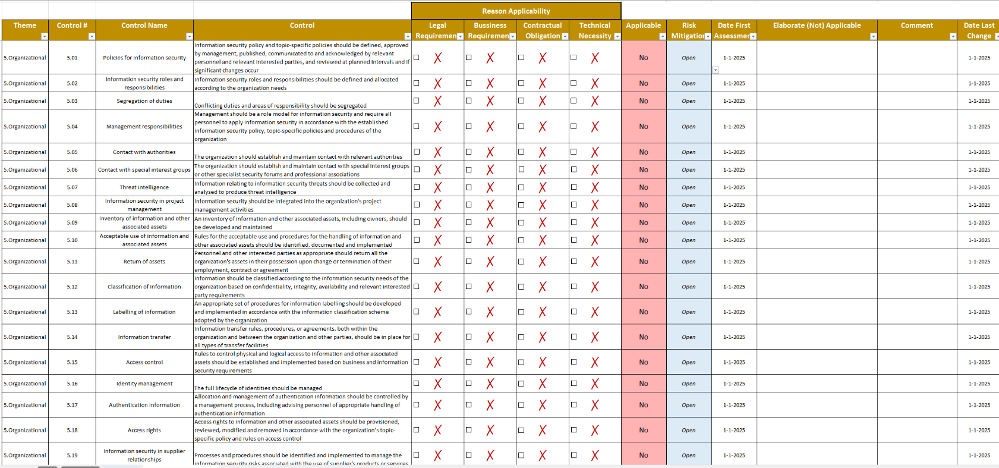 Reason Applicability
Theme Control # Control Name Control Legal Requiremen Bussiness Requiremen Contractual Obligation Technical Necessity Applicable Risk Mitigation Date First Assessmer Elaborate (Not) Applicable Comment Date Last Change
5.Organizational 5.01 Policies for information security
Information security policy and topic-specific policies should be defined, approved
by management, published, communicated to and acknowledged by relevant
personnel and relevant interested parties, and reviewed at planned intervals and if
significant changes occur
No Open 1-1-2025 1-1-2025
5.Organizational 5.02 Information security roles and
responsibilities
Information security roles and responsibilities should be defined and allocated
according to the organization needs
No Open 1-1-2025 1-1-2025
5.Organizational 5.03 Segregation of duties
Conflicting duties and areas of responsibility should be segregated
No Open 1-1-2025 1-1-2025
5.Organizational 5.04 Management responsibilities
Management should be a role model for information security and require all
personnel to apply information security in accordance with the established
information security policy, topic-specific policies and procedures of the
organization
No Open 1-1-2025 1-1-2025
5.Organizational 5.05 Contact with authorities
The organization should establish and maintain contact with relevant authorities
No Open 1-1-2025 1-1-2025
5.Organizational 5.06 Contact with special interest groups
The organization should establish and maintain contact with special interest groups
or other specialist security forums and professional associations
No Open 1-1-2025 1-1-2025
5.Organizational 5.07 Threat intelligence
Information relating to information security threats should be collected and
analysed to produce threat intelligence
No Open 1-1-2025 1-1-2025
5.Organizational 5.08 Information security in project
management
Information security should be integrated into the organization's project
management activities
No Open 1-1-2025 1-1-2025
5.Organizational 5.09 Inventory of information and other
associated assets
An inventory of information and other associated assets, including owners, should
be developed and maintained
No Open 1-1-2025 1-1-2025
5.Organizational 5.10 Acceptable use of information and
associated assets
Rules for the acceptable use and procedures for the handling of information and
other associated assets should be identified, documented and implemented
No Open 1-1-2025 1-1-2025
5.Organizational 5.11 Return of assets
Personnel and other interested parties as appropriate should return all the
organization's assets in their possession upon change or termination of their
employment, contract or agreement
No Open 1-1-2025 1-1-2025
5.Organizational 5.12 Classification of information
Information should be classified according to the information security needs of the
organization based on confidentiality, integrity, availability and relevant interested
party requirements
No Open 1-1-2025 1-1-2025
5.Organizational 5.13 Labelling of information
An appropriate set of procedures for information labelling should be developed
and implemented in accordance with the information classification scheme
adopted by the organization
No Open 1-1-2025 1-1-2025
5.Organizational 5.14 Information transfer
Information transfer rules, procedures, or agreements, both within the
organization and between the organization and other parties, should be in place for
all types of transfer facilities
No Open 1-1-2025 1-1-2025
5.Organizational 5.15 Access control
Rules to control physical and logical access to information and other associated
assets should be established and implemented based on business and information
security requirements
No Open 1-1-2025 1-1-2025
5.Organizational 5.16 Identity management
The full lifecycle of identities should be managed
No Open 1-1-2025 1-1-2025
5.Organizational 5.17 Authentication information
Allocation and management of authentication information should be controlled by
a management process, including advising personnel of appropriate handling of
authentication information
No Open 1-1-2025 1-1-2025
5.Organizational 5.18 Access rights
Access rights to information and other associated assets should be provisioned,
reviewed, modified and removed in accordance with the organization's topic-
specific policy and rules on access control
No Open 1-1-2025 1-1-2025
5.Organizational 5.19 Information security in supplier
relationships
Processes and procedures should be identified and implemented to manage the
information security risks associated with the use of supplier's products or services
No Open 1-1-2025 1-1-2025